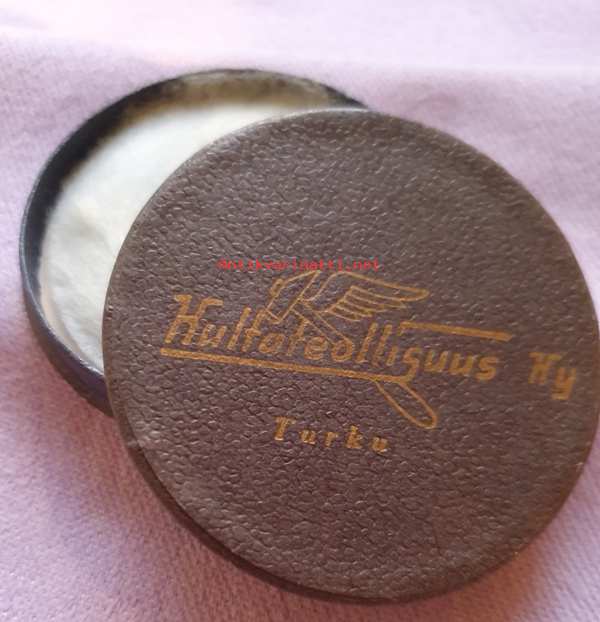 Antikvariaatti.net
Kultateollisuus Ky
Turku